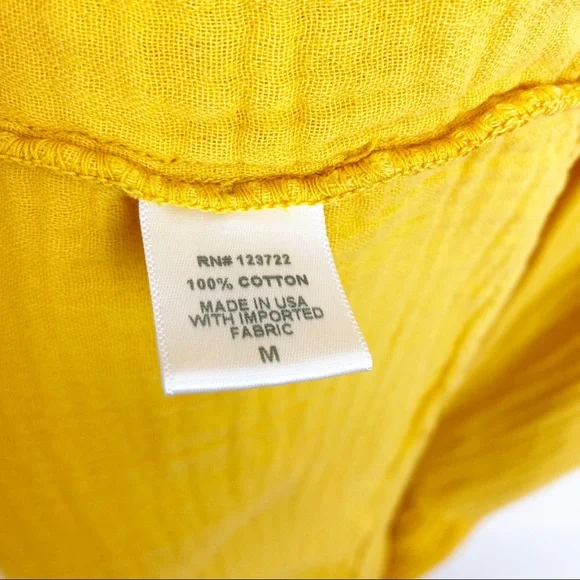 RN# 123722
100% COTTON
MADE IN USA
WITH IMPORTED
FABRIC
M